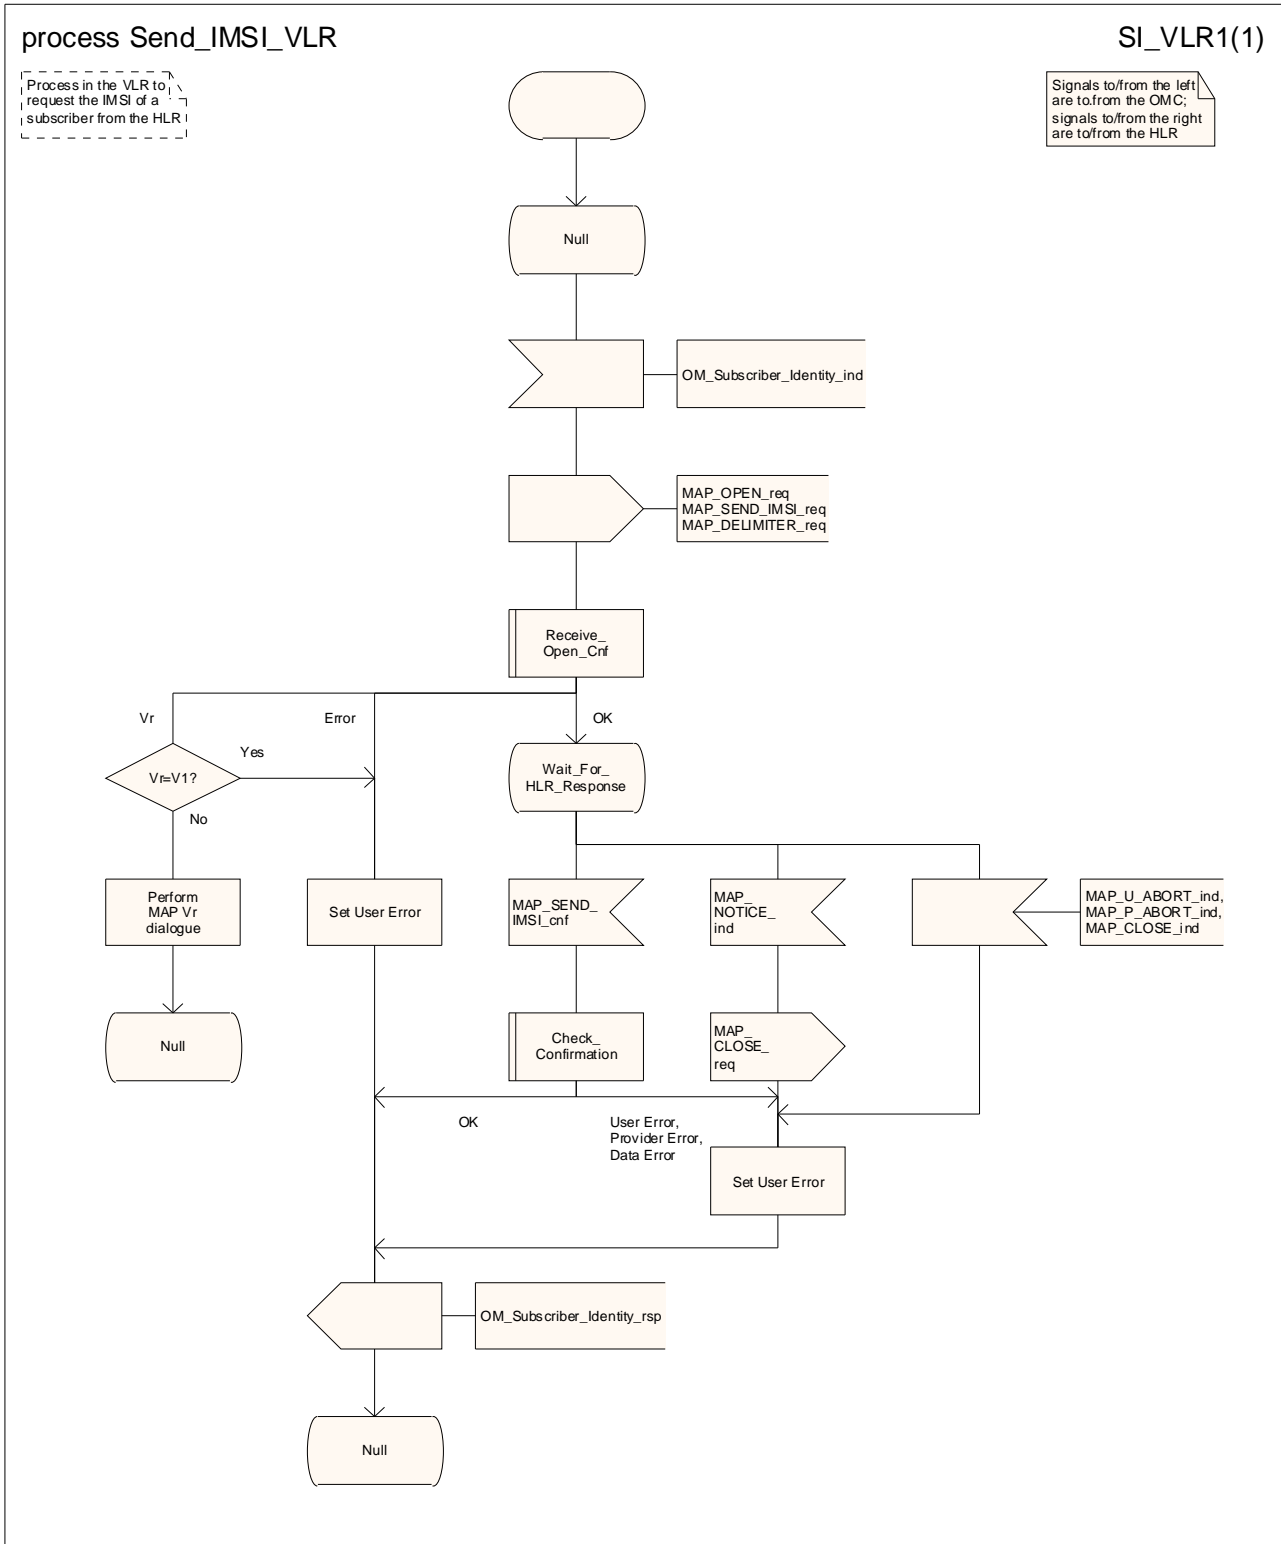 process Send_IMSI_VLR
SI_VLR1(1)
Process in the VLR to
request the IMSI of a
subscriber from the HLR
Signals to/from the left
are to.from the OMC;
signals to/from the right
are to/from the HLR
Null
OM_Subscriber_Identity_ind
MAP_OPEN_req
MAP_SEND_IMSI_req
MAP_DELIMITER_req
Receive_
Open_Cnf
Vr
Error
OK
Yes
Vr=V1?
Wait_For_
HLR_Response
No
Perform
MAP Vr
dialogue
Set User Error
MAP_SEND_
IMSI_cnf
MAP_
NOTICE_
ind
MAP_U_ABORT_ind,
MAP_P_ABORT_ind,
MAP_CLOSE_ind
Null
Check_
Confirmation
MAP_
CLOSE_
req
OK
User Error,
Provider Error,
Data Error
Set User Error
OM_Subscriber_Identity_rsp
Null